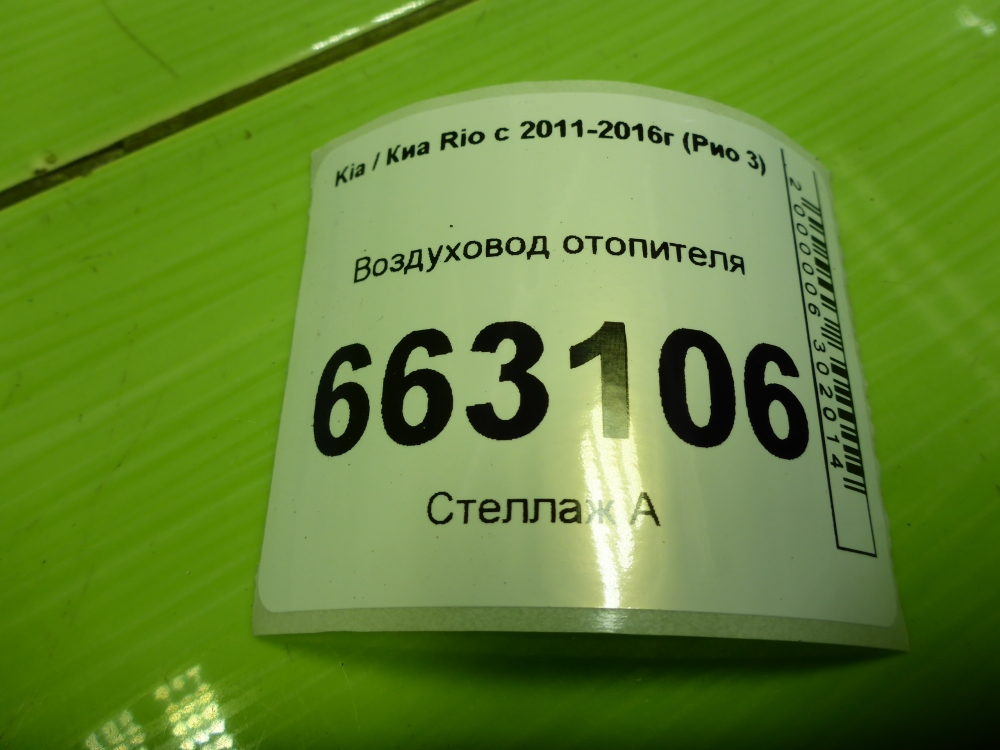 Kia / Киа Rio с 2011-2016г (Рио 3)
Воздуховод отопителя
663106
Стеллаж А
2000006302014